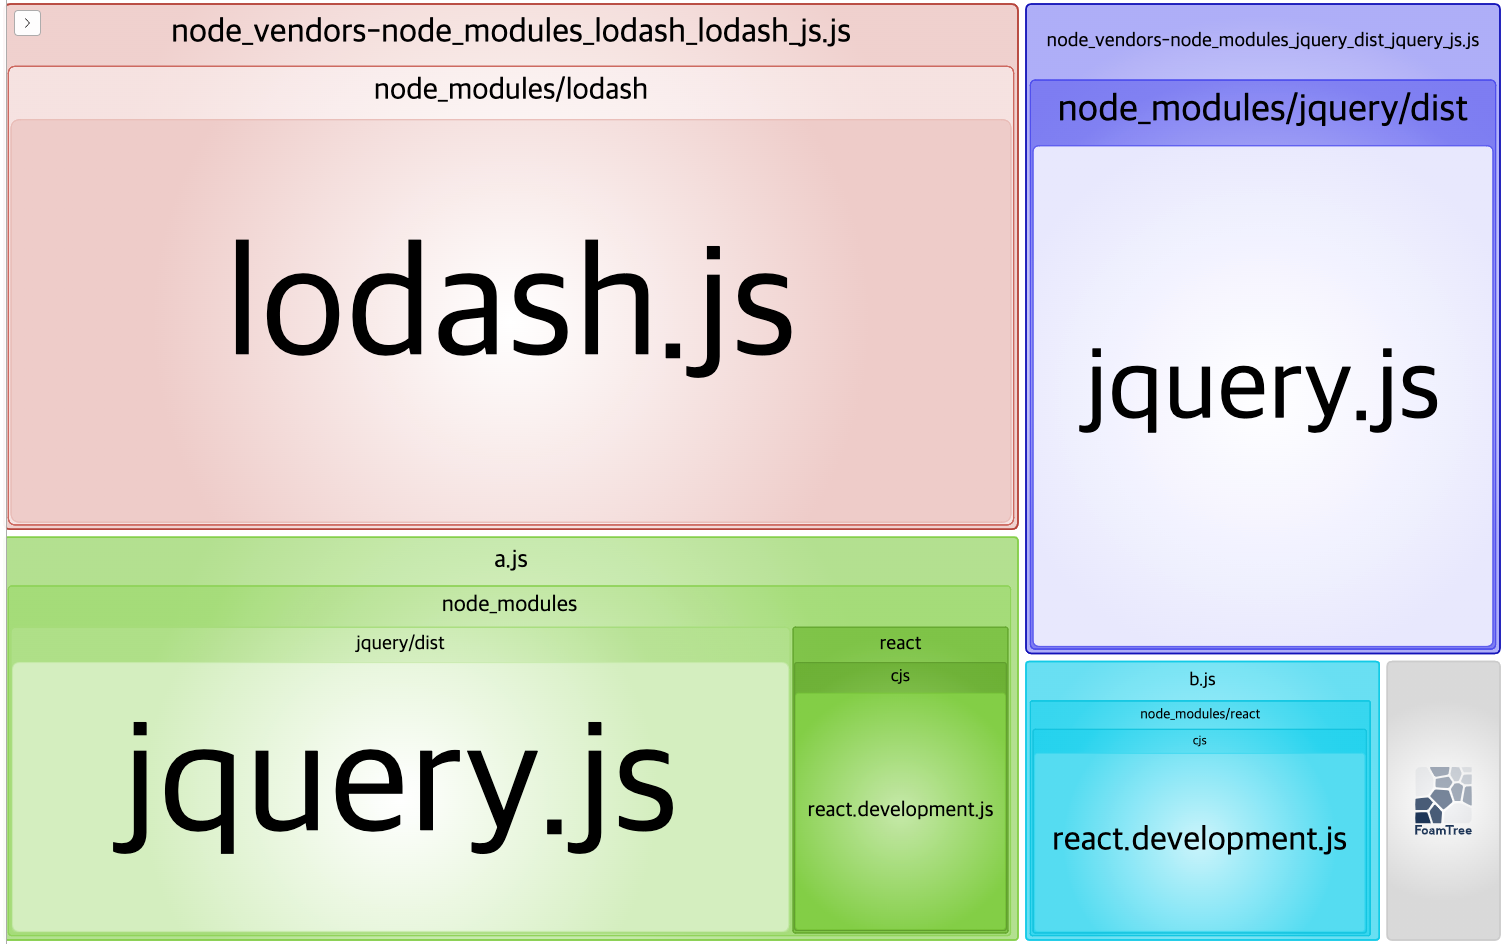 node_vendors-node_modules_lodash_lodash_js.js
node_modules/lodash
lodash.js
node_vendors-node_modules_jquery_dist_jquery_js.js
node_modules/jquery/dist
jquery.js
a.js
node_modules
jquery/dist
jquery.js
react
cjs
react.development.js
b.js
node_modules/react
cjs
react.development.js
FoamTree